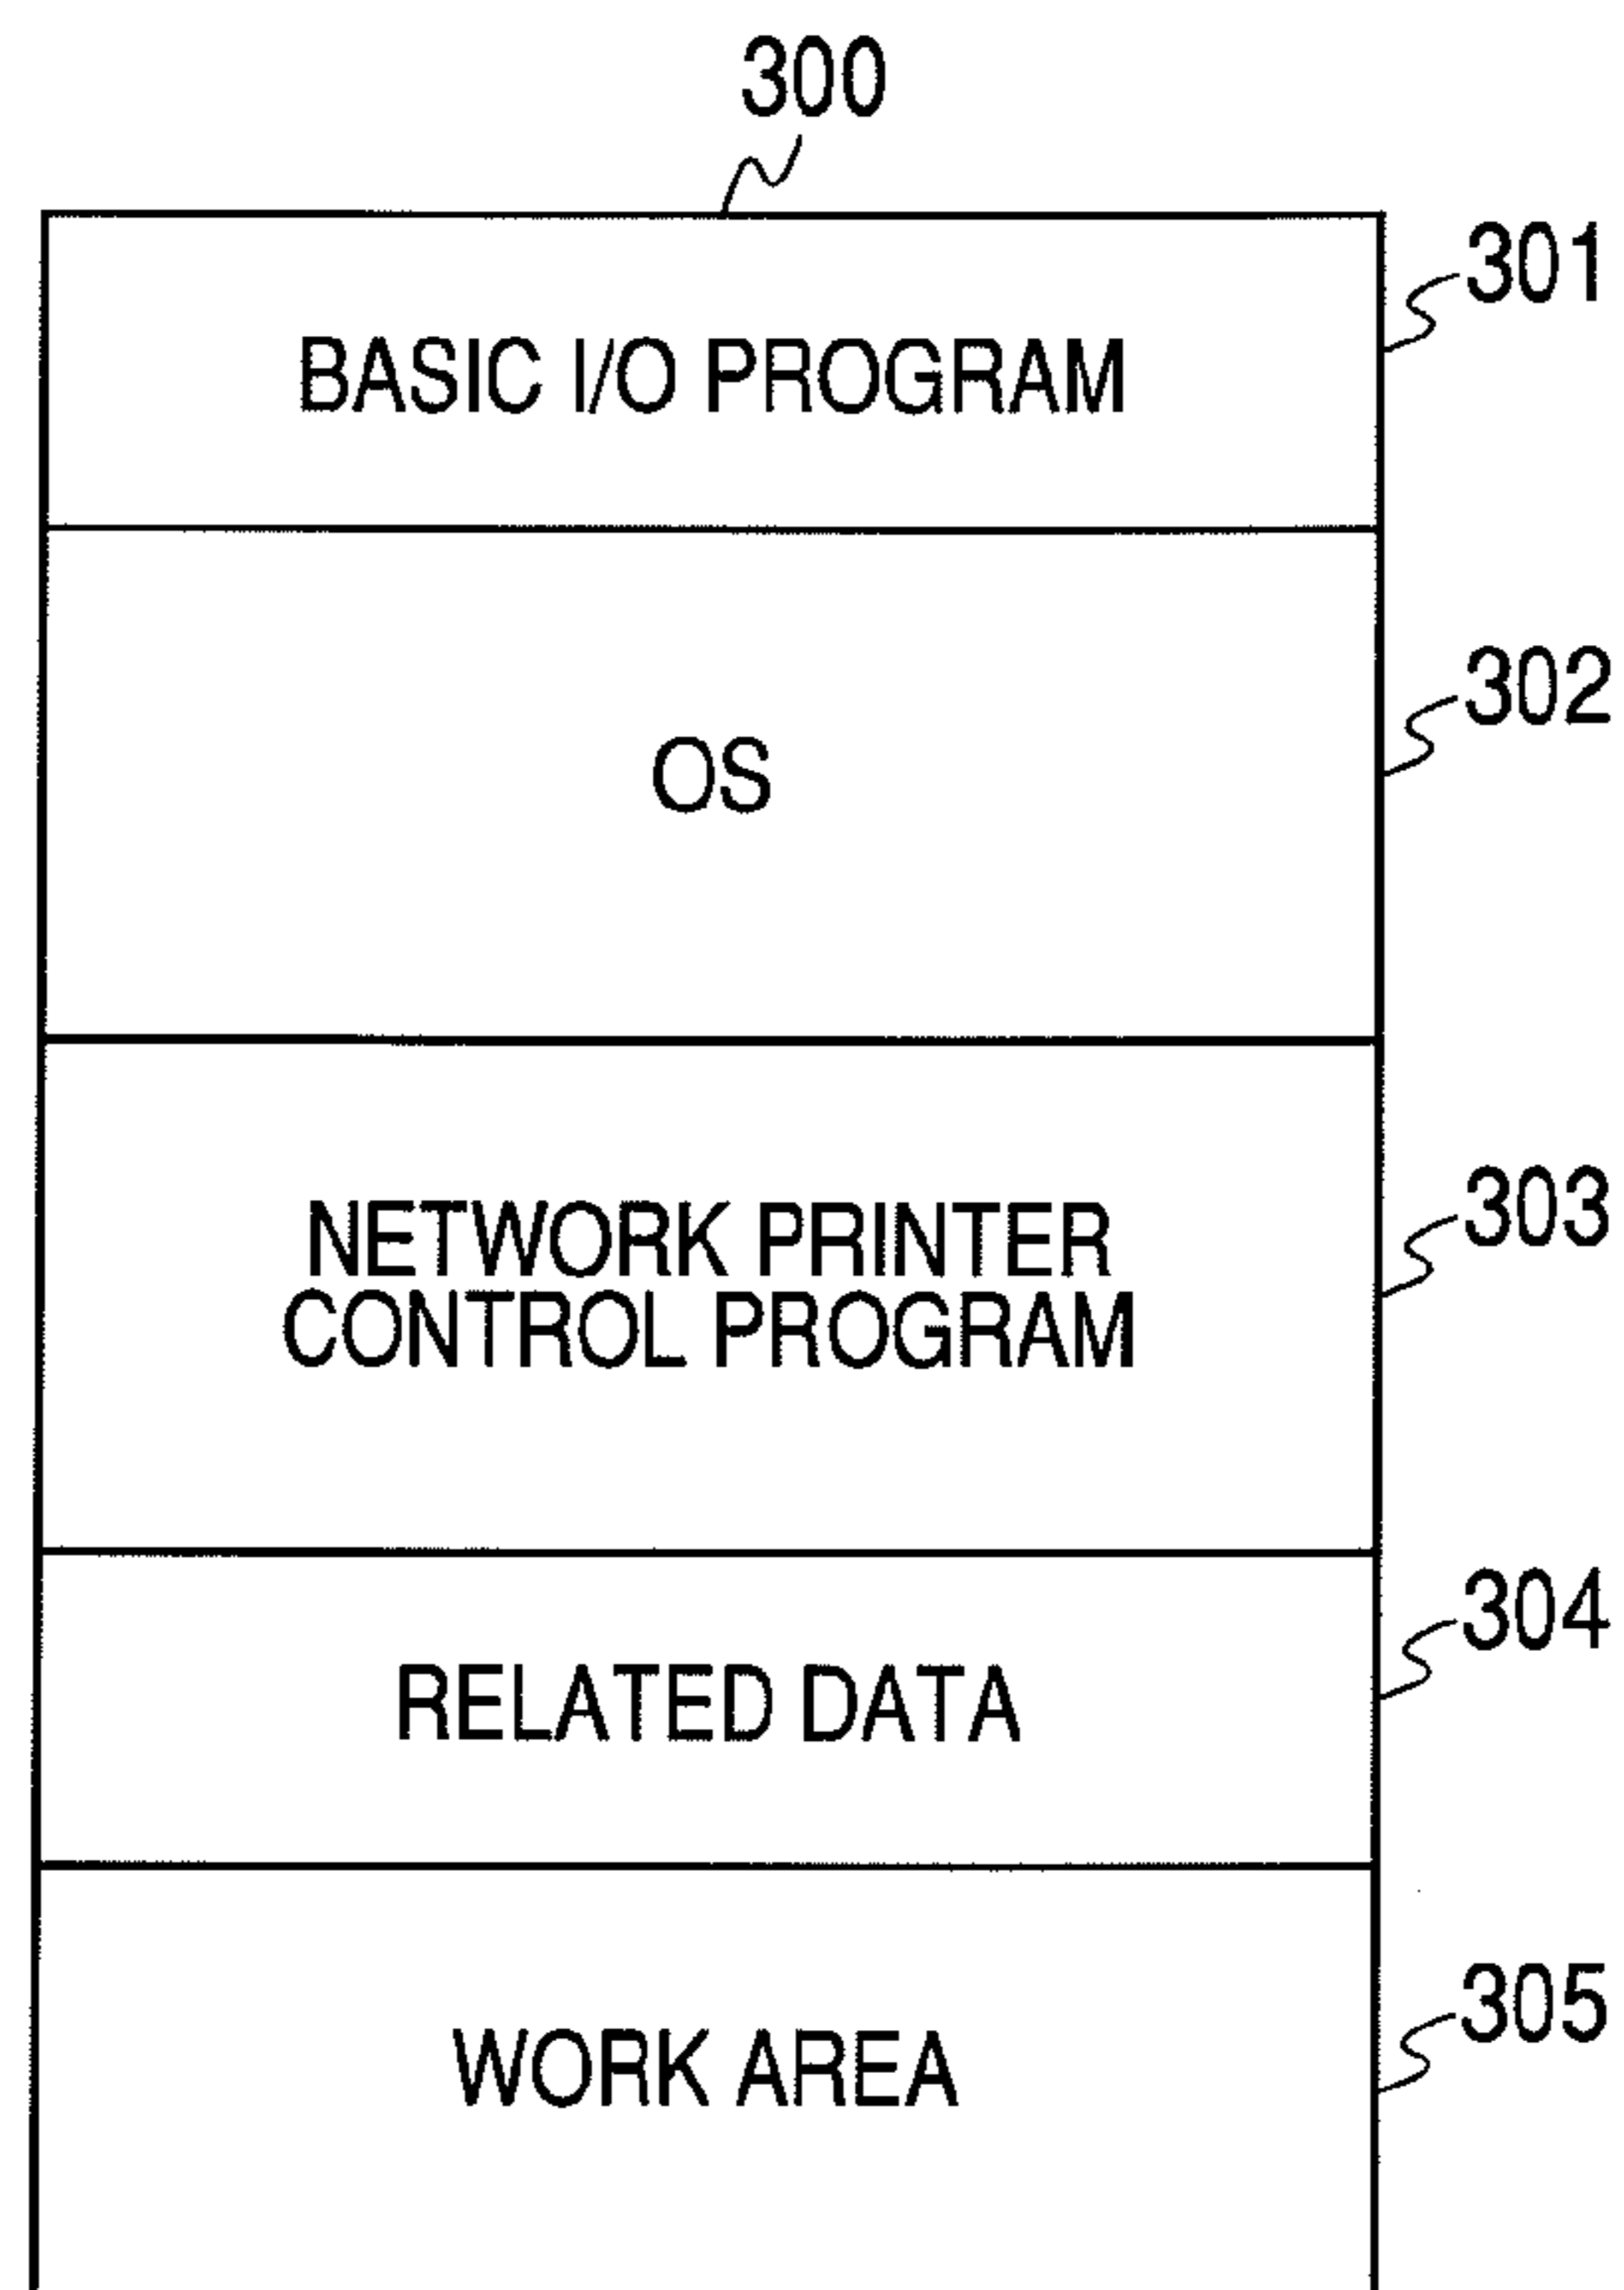 300
301
BASIC I/O PROGRAM
302
OS
303
NETWORK PRINTER
CONTROL PROGRAM
304
RELATED DATA
305
WORK AREA